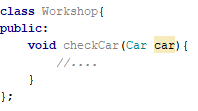 class Workshop{
public:
    void checkCar(Car car){
        //....
    }
};